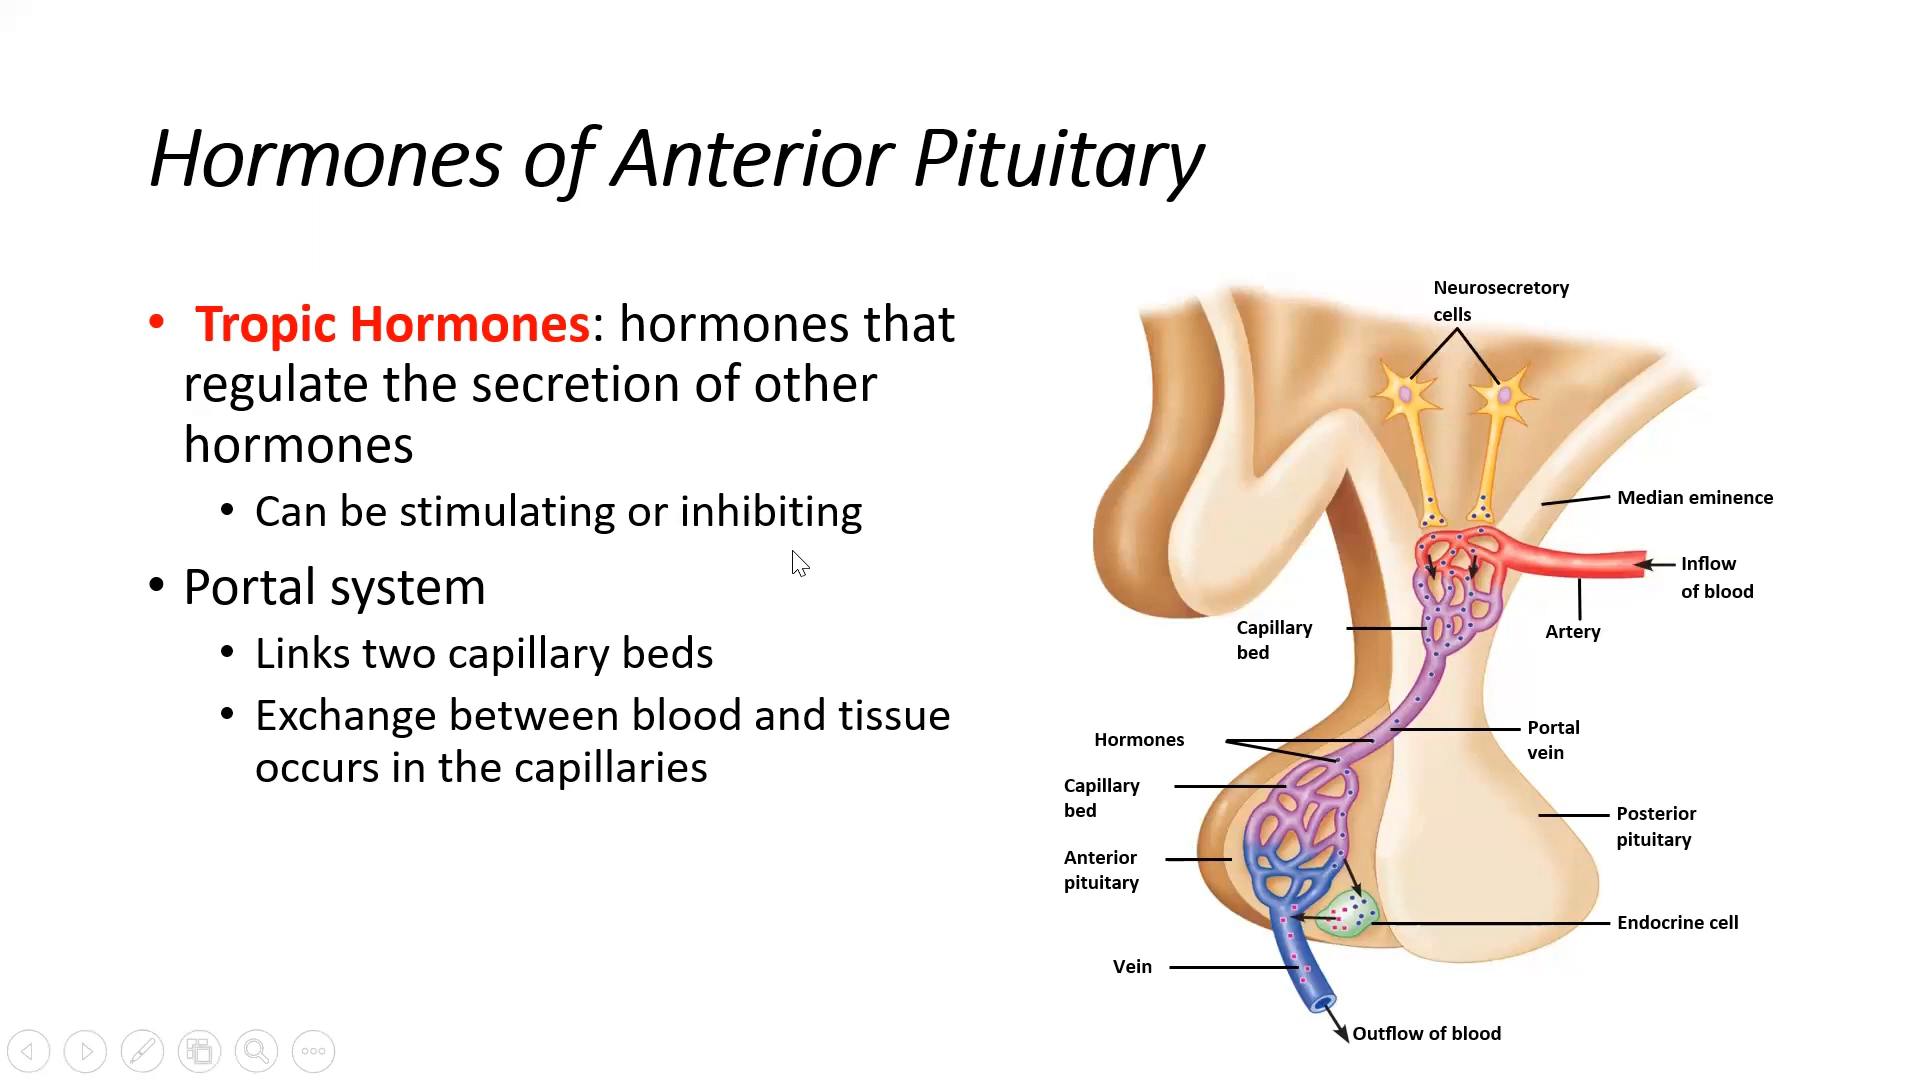 Hormones of Anterior Pituitary
• Tropic Hormones: hormones that
regulate the secretion of other
hormones
• Can be stimulating or inhibiting
• Portal system
• Links two capillary beds
• Exchange between blood and tissue
occurs in the capillaries
Neurosecretory
cells
Median eminence
Inflow
of blood
Artery
Capillary
bed
Portal
vein
Hormones
Capillary
bed
Posterior
pituitary
Anterior
pituitary
Endocrine cell
Vein
Outflow of blood